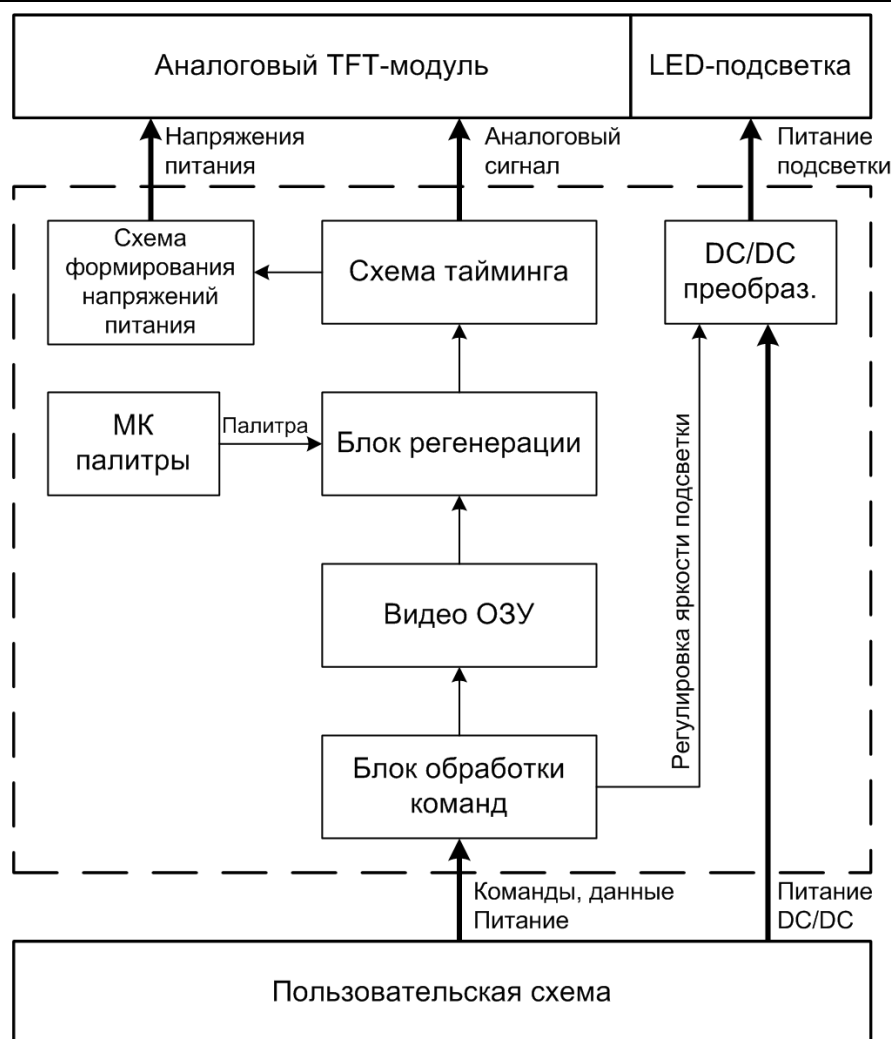 Аналоговый TFT-модуль
LED-подсветка
Напряжения
питания
Аналоговый
сигнал
Питание
подсветки
Схема
формирования
напряжений
питания
Схема тайминга
DC/DC
преобраз.
МК
палитры
Палитра
Блок регенерации
Регулировка яркости подсветки
Видео ОЗУ
Блок обработки
команд
Команды, данные
Питание
Питание
DC/DC
Пользовательская схема